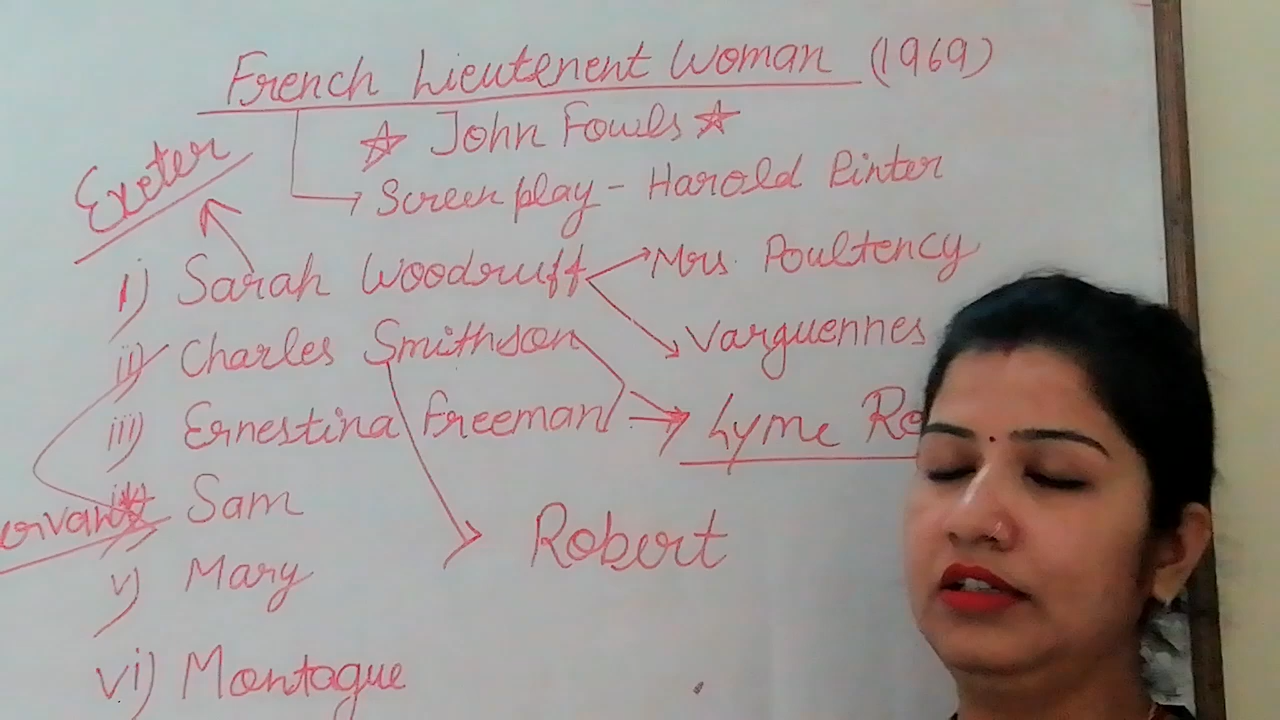 French Lieutenent Woman (1969)
☆ John Fowls ☆
Exeter
Screenplay - Harold Pinter
i) Sarah Woodruff
Mrs. Poultency
Varguennes
ii) Charles Smithson
iii) Ernestina Freeman
Lyme
iv) Sam
Robert
v) Mary
vi) Montague